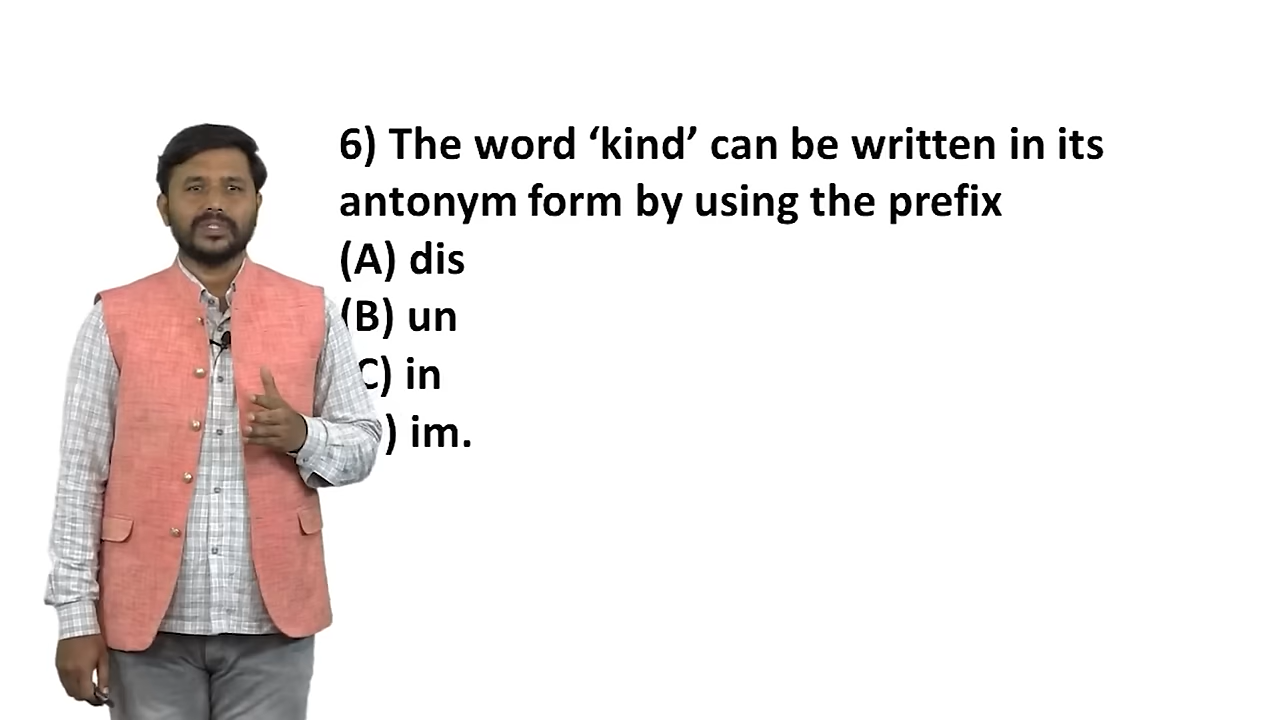 6) The word ‘kind’ can be written in its
antonym form by using the prefix
(A) dis
(B) un
C) in
) im.